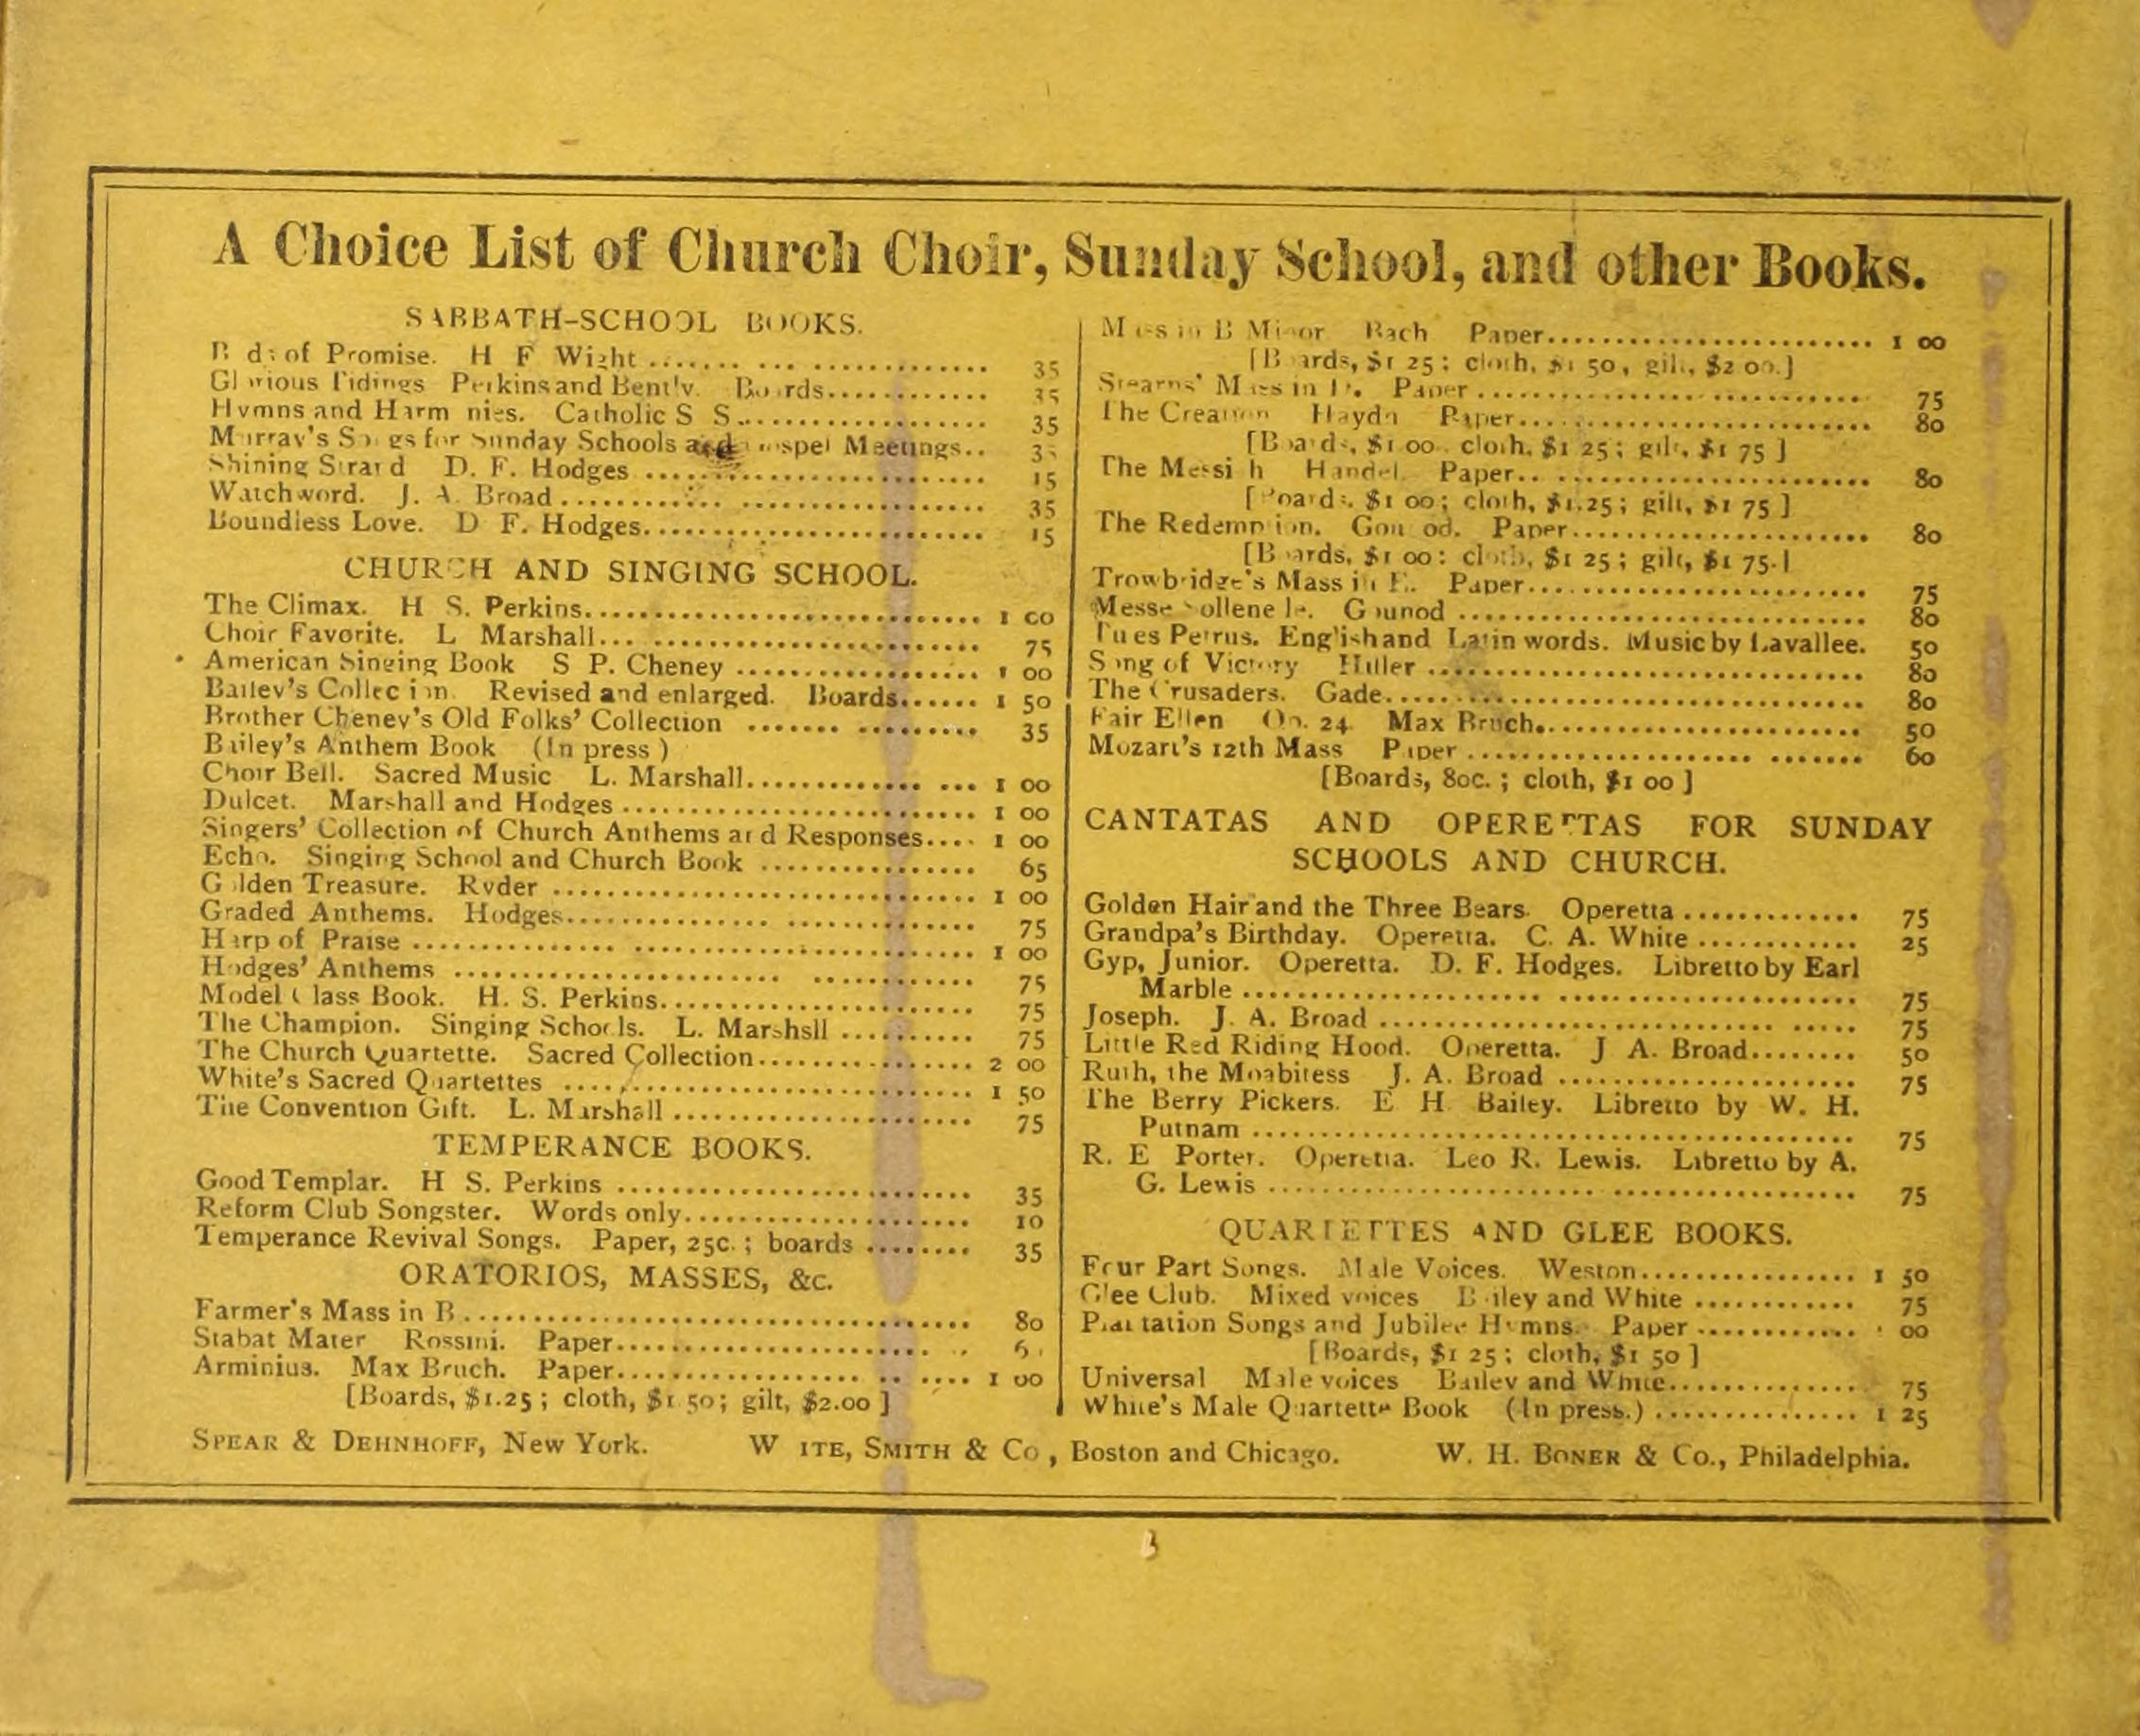 A Choice List of Church Choir, Sunday School, and other Books.
SABBATH-SCHOOL BOOKS.
of Promise. H F Wight ........ ... .............. 35
Glorious Tidings Perkins and Bently. Boards............. 35
Hymns and Harmonies. Catholic S S...................... 35
Murray's Songs for Sunday Schools and Gospel Meetings.. 35
Shining Strand D. F. Hodges .............................. 15
Watchword. J. A. Broad........... ..................... 35
Boundless Love. D F. Hodges............................. 15
CHURCH AND SINGING SCHOOL.
The Climax. H S. Perkins................................... 1 00
Choir Favorite. L Marshall... ............................ 75
American Singing Book S P. Cheney .................... 1 00
Bailey's Collection. Revised and enlarged. Boards...... 1 50
Brother Cheney's Old Folks' Collection ....... ......... 35
Bailey's Anthem Book (In press )
Choir Bell. Sacred Music L. Marshall............. ... 1 00
Dulcet. Marshall and Hodges ............................. 1 00
Singers' Collection of Church Anthems and Responses.... 1 00
Echo. Singing School and Church Book .................. 65
Golden Treasure. Ryder ................................... 1 00
Graded Anthems. Hodges............... ................ 75
Harp of Praise ................. ............................ 1 00
Hodges' Anthems ........................... .............. 75
Model Class Book. H. S. Perkins.......................... 75
The Champion. Singing Schools. L. Marshsll ........... 75
The Church Quartette. Sacred Collection................. 2 00
White's Sacred Quartettes .................................. 1 50
The Convention Gift. L. Marshall ......................... 75
TEMPERANCE BOOKS.
Good Templar. H S. Perkins .............................. 35
Reform Club Songster. Words only........................ 10
Temperance Revival Songs. Paper, 25c. ; boards ........ 35
ORATORIOS, MASSES, &c.
Farmer's Mass in B.......................................... 80
Stabat Mater Rossini. Paper............................
Arminius. Max Bruch. Paper.................... .. .... 1 00
[Boards, $1.25 ; cloth, $1 50; gilt, $2.00 ]
Mass in B Minor Bach Paper........................... 1 00
[Boards, $1 25 ; cloth, $1 50, gilt, $2 00.]
Stearns' Mass in Paper .................................. 75
The Creation Haydn Paper............................. 80
[Boards, $1 00 . cloth, $1 25 ; gilt, $1 75 ]
The Messiah Handel. Paper.. .......................... 80
[Boards, $1 00 ; cloth, $1.25 ; gilt, $1 75 ]
The Redemption. Gounod. Paper........................ 80
[Boards, $1 00 : cloth, $1 25 ; gilt, $1 75.]
Trowbridge's Mass in Paper............................ 75
Messe Sollenelle. Gounod ................................. 80
Tu es Petrus. English and Latin words. Music by Lavallee. 50
Song of Victory Hiller .................................... 80
The Crusaders. Gade....................................... 80
Fair Ellen Op. 24 Max Bruch........................... 50
Mozart's 12th Mass Paper ........................ ....... 60
[Boards, 80c. ; cloth, $1 00 ]
CANTATAS AND OPERETTAS FOR SUNDAY
SCHOOLS AND CHURCH.
Golden Hair and the Three Bears. Operetta ............. 75
Grandpa's Birthday. Operetta. C. A. White ............ 25
Gyp, Junior. Operetta. D. F. Hodges. Libretto by Earl
Marble ......................... ......................... 75
Joseph. J. A. Broad ................................. ..... 75
Little Red Riding Hood. Operetta. J A. Broad........ 50
Ruth, the Moabitess J. A. Broad ........................ 75
The Berry Pickers. E H Bailey. Libretto by W. H.
Putnam .................................................... 75
R. E Porter. Operetta. Leo R. Lewis. Libretto by A.
G. Lewis ........................... ..................... 75
QUARTETTES AND GLEE BOOKS.
Four Part Songs. Male Voices. Weston................. 1 50
Glee Club. Mixed voices Bailey and White ............. 75
Plantation Songs and Jubilee Hymns. Paper ............. 1 00
[Boards, $1 25 ; cloth, $1 50 ]
Universal Male voices Bailey and White................ 75
White's Male Quartette Book (In press.) ................ 1 25
SPEAR & DEHNHOFF, New York. W ITE, SMITH & Co , Boston and Chicago. W. H. BONER & Co., Philadelphia.